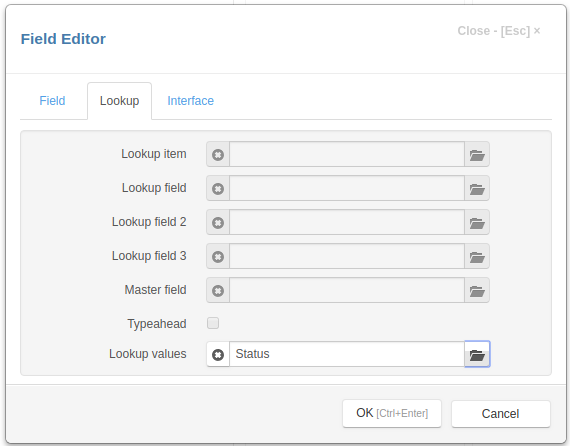 Field Editor
Close - [Esc] ×
Field
Lookup
Interface
Lookup item
Lookup field
Lookup field 2
Lookup field 3
Master field
Typeahead
Lookup values Status
OK [Ctrl+Enter]
Cancel